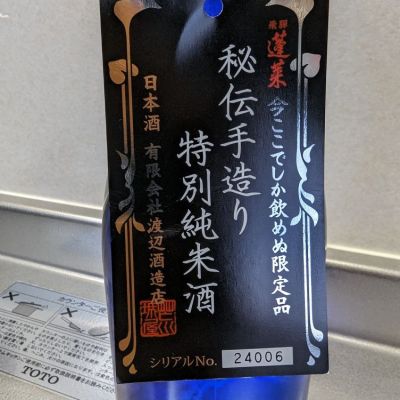 飛騨
蓬莱
今ここでしか飲めぬ限定品
秘伝手造り
特別純米酒
日本酒 有限会社渡辺酒造店
シリアルNo. 24006
TOTO